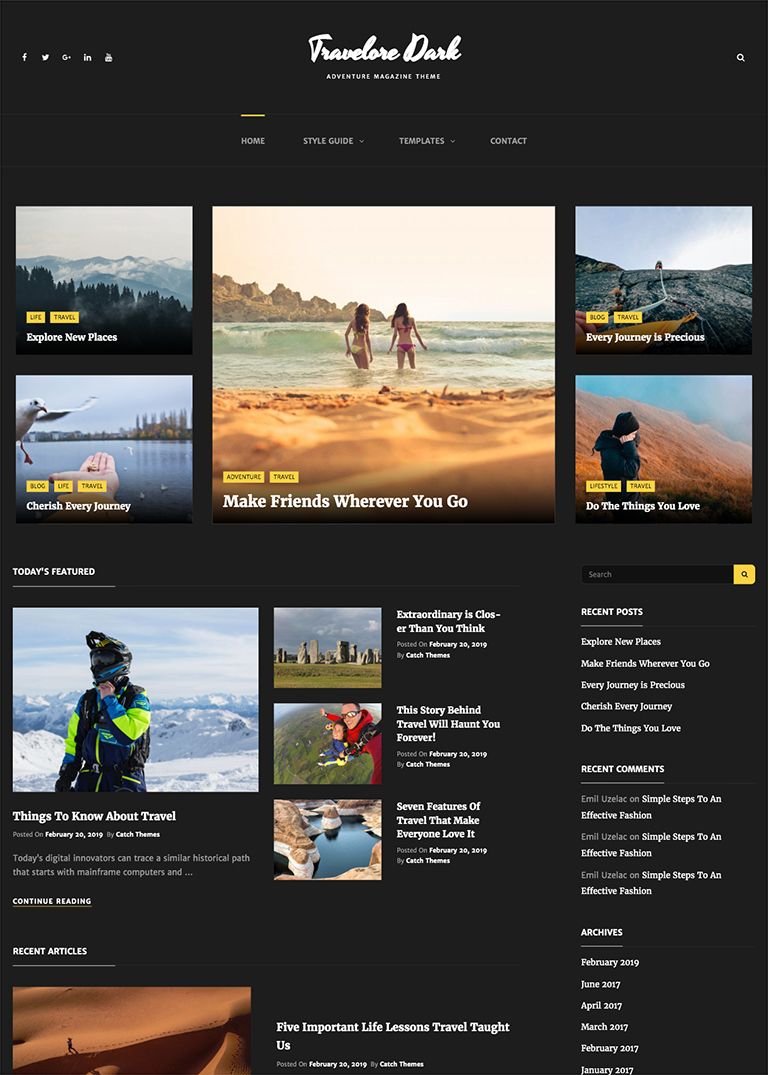 Travelore Dark
ADVENTURE MAGAZINE THEME
HOME
STYLE GUIDE
TEMPLATES
CONTACT
LIFE
TRAVEL
Explore New Places
BLOG
LIFE
TRAVEL
Cherish Every Journey
ADVENTURE
TRAVEL
Make Friends Wherever You Go
BLOG
TRAVEL
Every Journey is Precious
LIFESTYLE
TRAVEL
Do The Things You Love
TODAY'S FEATURED
Things To Know About Travel
Posted On February 20, 2019 By Catch Themes
Today's digital innovators can trace a similar historical path
that starts with mainframe computers and ...
CONTINUE READING
Extraordinary is Clos-
er Than You Think
Posted On February 20, 2019
By Catch Themes
This Story Behind
Travel Will Haunt You
Forever!
Posted On February 20, 2019
By Catch Themes
Seven Features Of
Travel That Make
Everyone Love It
Posted On February 20, 2019
By Catch Themes
RECENT ARTICLES
Five Important Life Lessons Travel Taught
Us
Posted On February 20, 2019 By Catch Themes
Search
RECENT POSTS
Explore New Places
Make Friends Wherever You Go
Every Journey is Precious
Cherish Every Journey
Do The Things You Love
RECENT COMMENTS
Emil Uzelac on Simple Steps To An
Effective Fashion
Emil Uzelac on Simple Steps To An
Effective Fashion
Emil Uzelac on Simple Steps To An
Effective Fashion
ARCHIVES
February 2019
June 2017
April 2017
March 2017
February 2017
January 2017